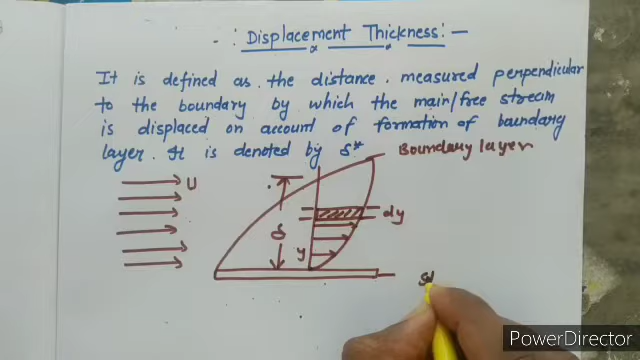 : Displacement Thickness: —
It is defined as the distance measured perpendicular
to the boundary by which the main/free stream
is displaced on account of formation of boundary
layer. It is denoted by δ*
Boundary layer
U
dy
δ
y
PowerDirector